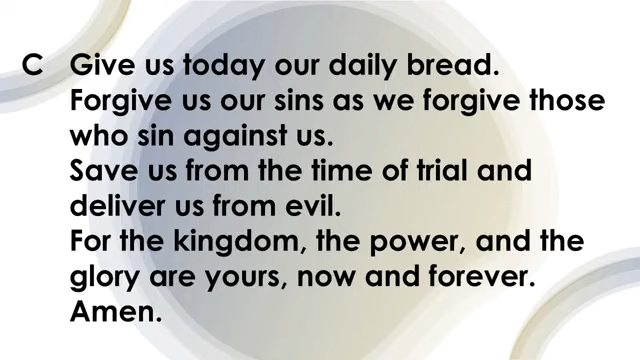 C Give us today our daily bread.
Forgive us our sins as we forgive those
who sin against us.
Save us from the time of trial and
deliver us from evil.
For the kingdom, the power, and the
glory are yours, now and forever.
Amen.